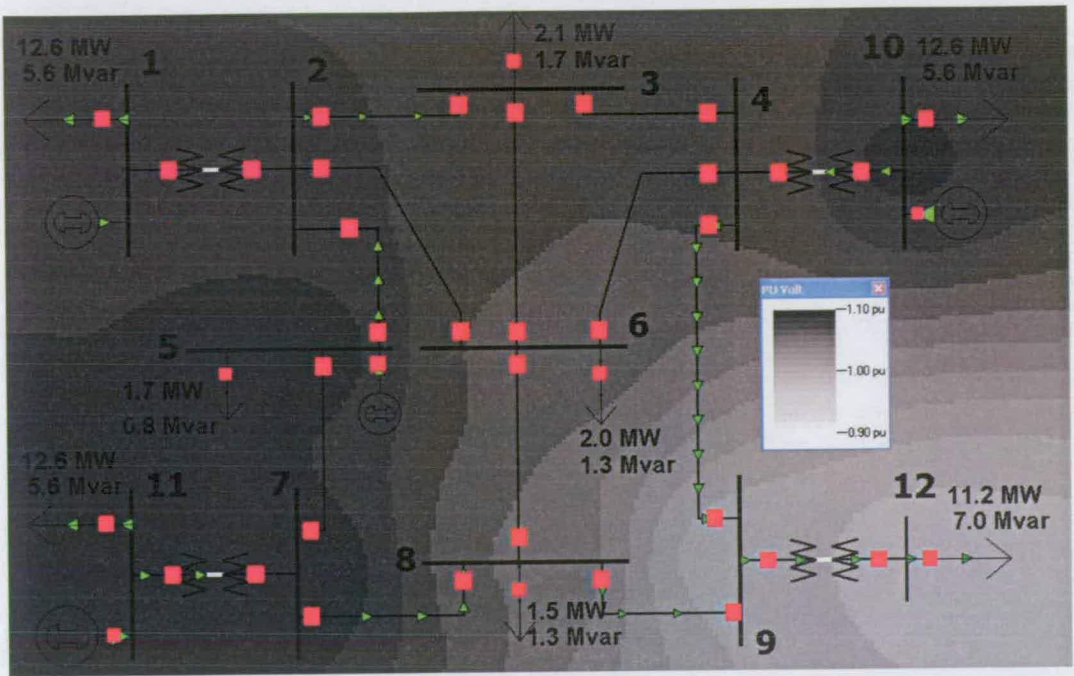 12.6 MW
5.6 Mvar
1
2
2.1 MW
1.7 Mvar
3
4
10
12.6 MW
5.6 Mvar
PU Volt
1.10 pu
1.00 pu
0.90 pu
5
6
1.7 MW
0.8 Mvar
2.0 MW
1.3 Mvar
12.6 MW
5.6 Mvar
11
7
8
12
11.2 MW
7.0 Mvar
1.5 MW
1.3 Mvar
9